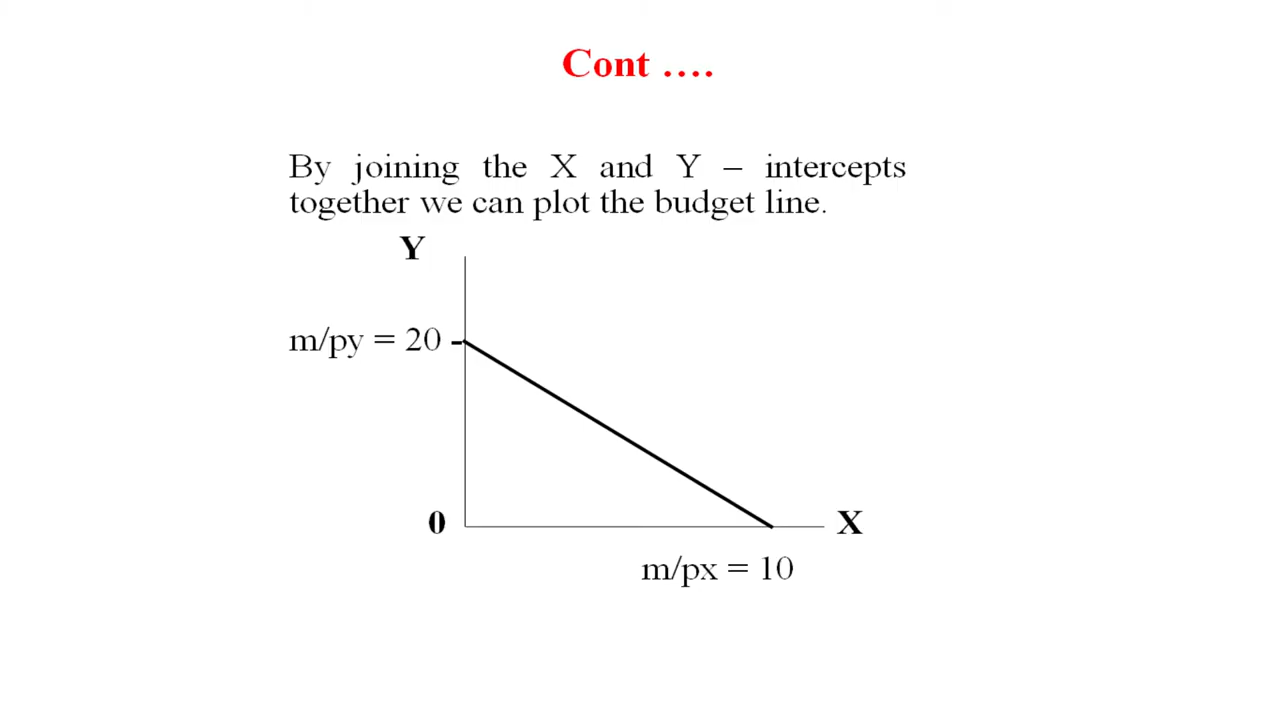 Cont ….
By joining the X and Y – intercepts
together we can plot the budget line.
Y
m/py = 20
0
X
m/px = 10